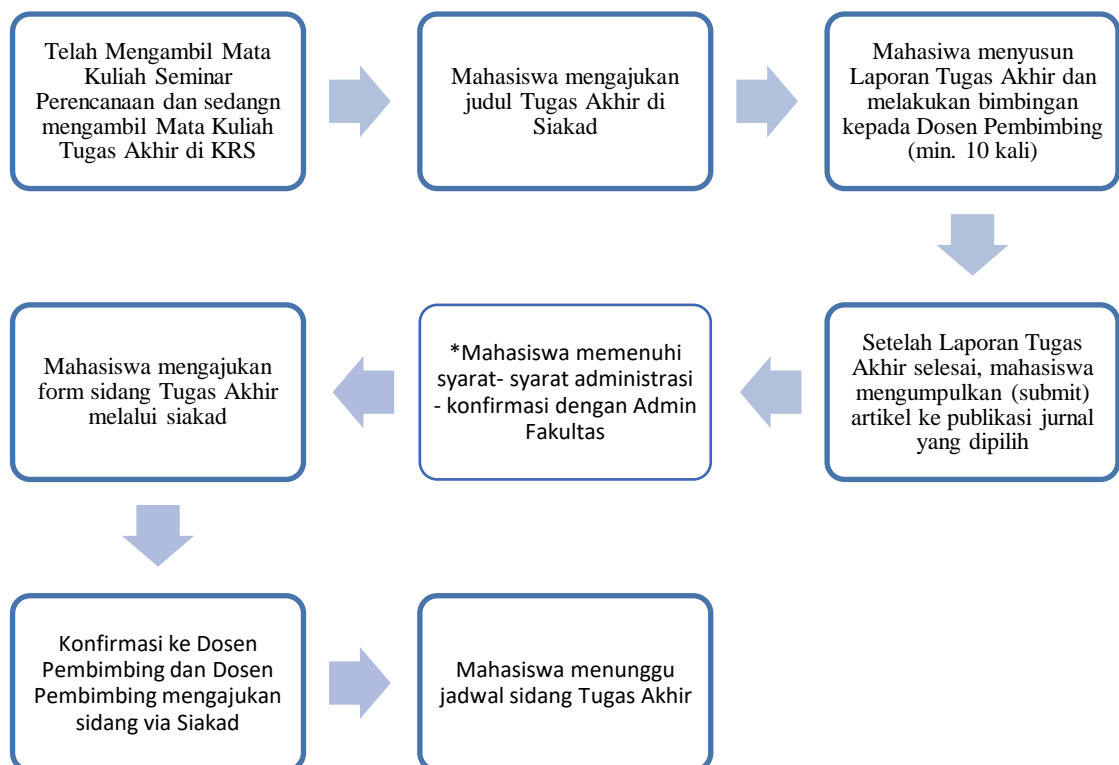 Telah Mengambil Mata
Kuliah Seminar
Perencanaan dan sedangn
mengambil Mata Kuliah
Tugas Akhir di KRS
Mahasiswa mengajukan
judul Tugas Akhir di
Siakad
Mahasiwa menyusun
Laporan Tugas Akhir dan
melakukan bimbingan
kepada Dosen Pembimbing
(min. 10 kali)
Setelah Laporan Tugas
Akhir selesai, mahasiswa
mengumpulkan (submit)
artikel ke publikasi jurnal
yang dipilih
*Mahasiswa memenuhi
syarat- syarat administrasi
- konfirmasi dengan Admin
Fakultas
Mahasiswa mengajukan
form sidang Tugas Akhir
melalui siakad
Konfirmasi ke Dosen
Pembimbing dan Dosen
Pembimbing mengajukan
sidang via Siakad
Mahasiswa menunggu
jadwal sidang Tugas Akhir